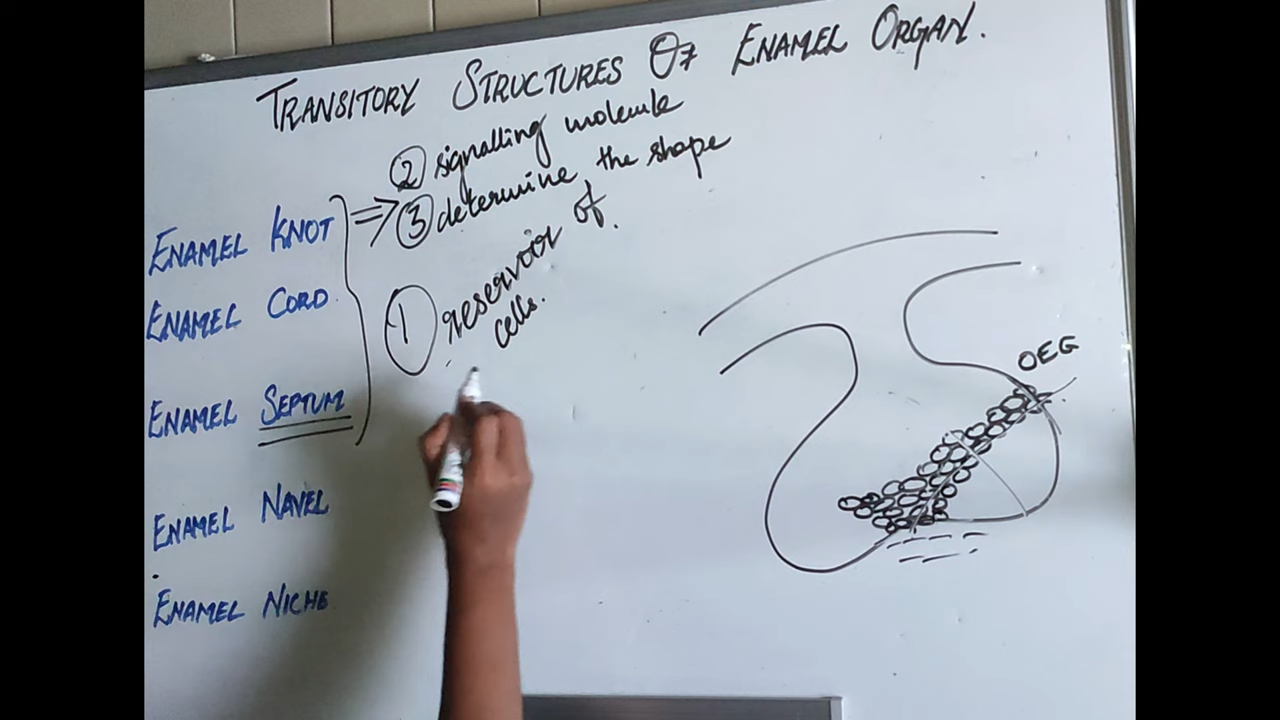 TRANSITORY STRUCTURES OF ENAMEL ORGAN.
② signalling molecule
③ determine the shape
ENAMEL KNOT
⇒
① reservoir of
cells.
ENAMEL CORD
ENAMEL SEPTUM
ENAMEL NAVEL
ENAMEL NICHE
OEG